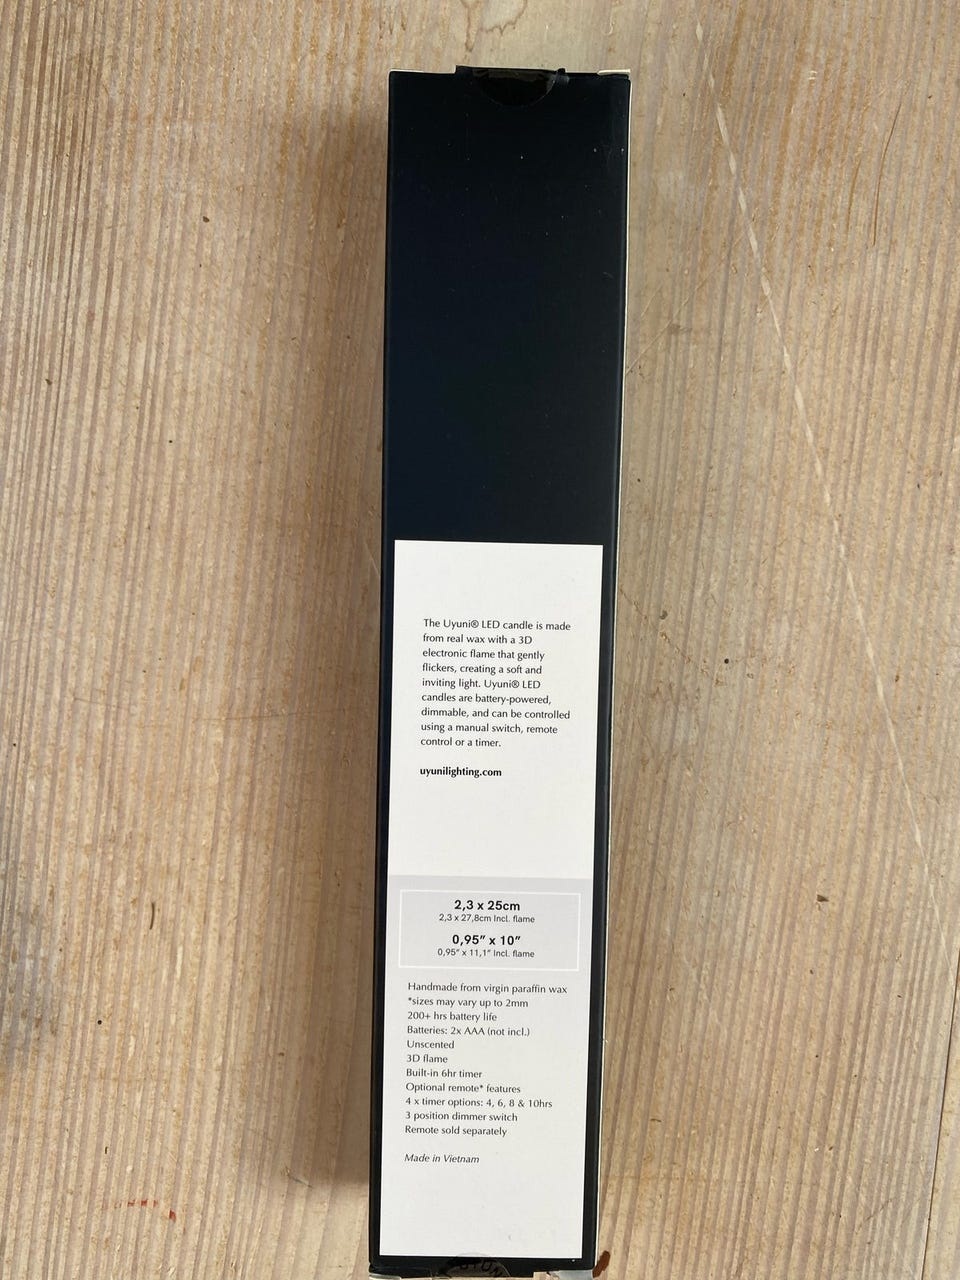 The Uyuni® LED candle is made
from real wax with a 3D
electronic flame that gently
flickers, creating a soft and
inviting light. Uyuni® LED
candles are battery-powered,
dimmable, and can be controlled
using a manual switch, remote
control or a timer.
uyunilighting.com
2,3 x 25cm
2,3 x 27,8cm Incl. flame
0,95" x 10"
0,95" x 11,1" Incl. flame
Handmade from virgin paraffin wax
*sizes may vary up to 2mm
200+ hrs battery life
Batteries: 2x AAA (not incl.)
Unscented
3D flame
Built-in 6hr timer
Optional remote* features
4 x timer options: 4, 6, 8 & 10hrs
3 position dimmer switch
Remote sold separately
Made in Vietnam